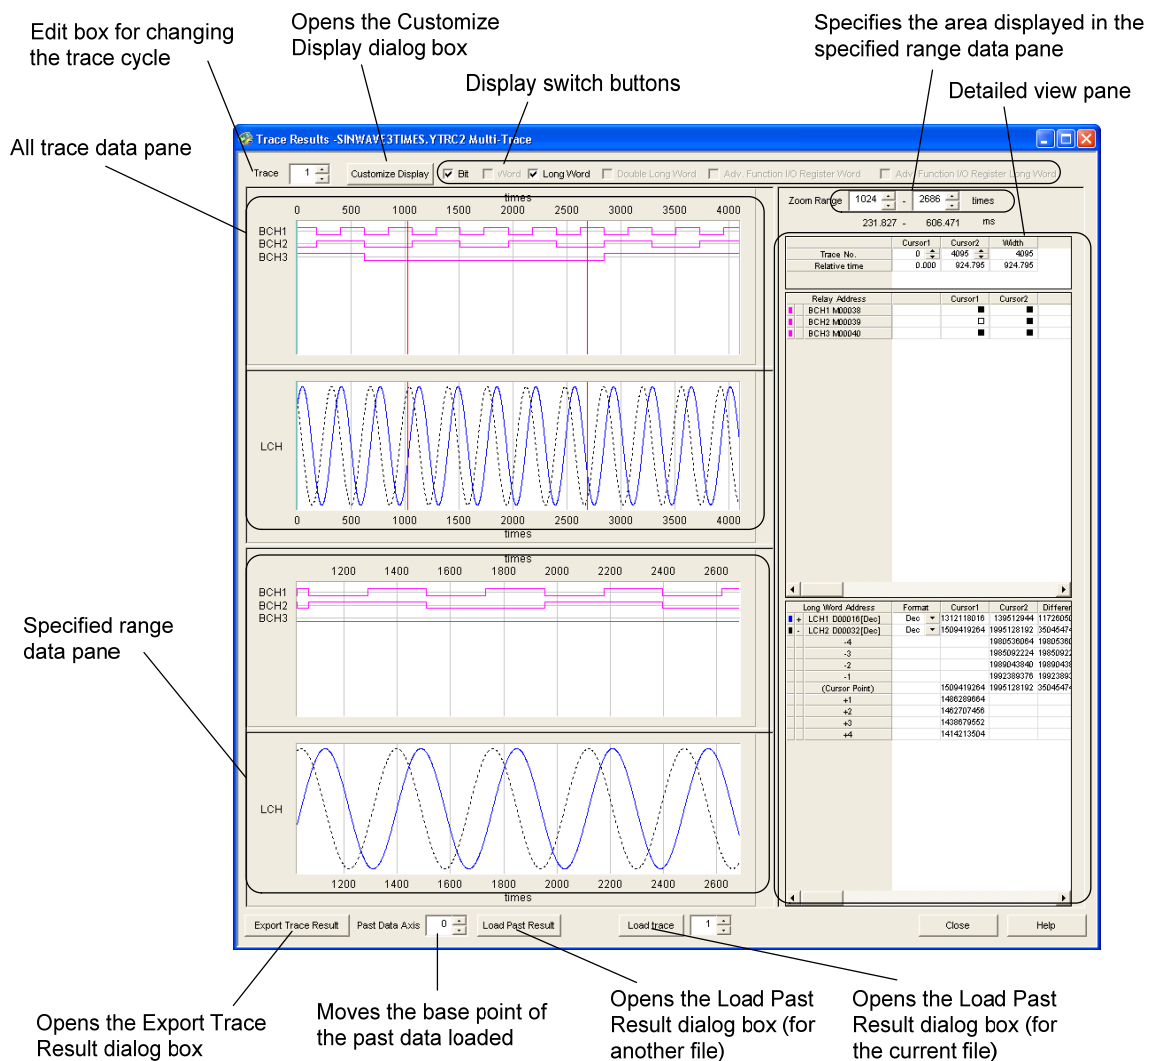 Edit box for changing
the trace cycle
Opens the Customize
Display dialog box
Display switch buttons
Specifies the area displayed in the
specified range data pane
Detailed view pane
All trace data pane
Trace Results -SINWAVE3TIMES.YTRC2 Multi-Trace
Trace 1 Customize Display Bit Word Long Word Double Long Word Adv. Function I/O Register Word Adv. Function I/O Register Long Word
times
0 500 1000 1500 2000 2500 3000 3500 4000
BCH1
BCH2
BCH3
LCH
0 500 1000 1500 2000 2500 3000 3500 4000
times
Zoom Range 1024 - 2686 times
231.827 - 606.471 ms
Cursor1 Cursor2 Width
Trace No. 0 4095 4095
Relative time 0.000 924.795 924.795
Relay Address Cursor1 Cursor2
BCH1 M00038
BCH2 M00039
BCH3 M00040
Specified range
data pane
times
1200 1400 1600 1800 2000 2200 2400 2600
BCH1
BCH2
BCH3
LCH
1200 1400 1600 1800 2000 2200 2400 2600
times
Long Word Address Format Cursor1 Cursor2 Differen
+ LCH1 D00016[Dec] Dec 1312118016 139512944 11726050
- LCH2 D00032[Dec] Dec 1509419264 1995128192 35045474
-4 1980536064 1980536
-3 1985092224 1985092
-2 1989043840 1989043
-1 1992389376 1992389
(Cursor Point) 1509419264 1995128192 35045474
+1 1486289664
+2 1462707456
+3 1438679552
+4 1414213504
Export Trace Result Past Data Axis 0 Load Past Result Load trace 1 Close Help
Opens the Export Trace
Result dialog box
Moves the base point of
the past data loaded
Opens the Load Past
Result dialog box (for
another file)
Opens the Load Past
Result dialog box (for
the current file)